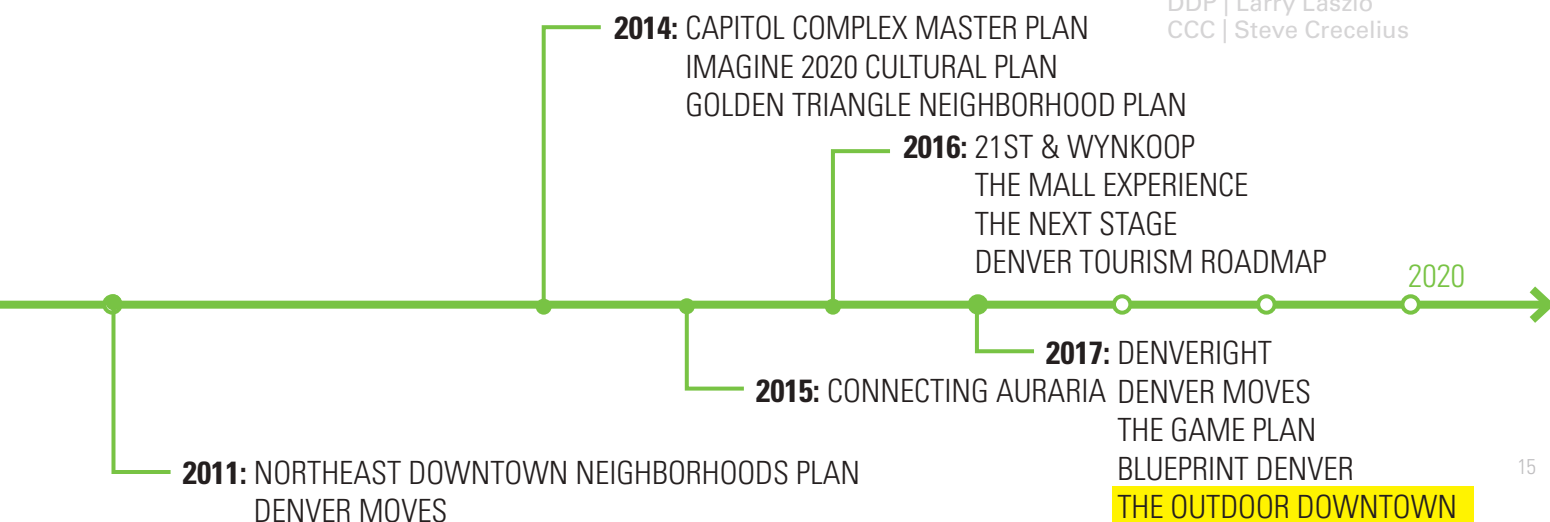 DDP | Larry Laszlo
CCC | Steve Crecelius
2014: CAPITOL COMPLEX MASTER PLAN
IMAGINE 2020 CULTURAL PLAN
GOLDEN TRIANGLE NEIGHBORHOOD PLAN
2016: 21ST & WYNKOOP
THE MALL EXPERIENCE
THE NEXT STAGE
DENVER TOURISM ROADMAP
2020
2017: DENVERIGHT
DENVER MOVES
THE GAME PLAN
BLUEPRINT DENVER
THE OUTDOOR DOWNTOWN
2015: CONNECTING AURARIA
2011: NORTHEAST DOWNTOWN NEIGHBORHOODS PLAN
DENVER MOVES
15